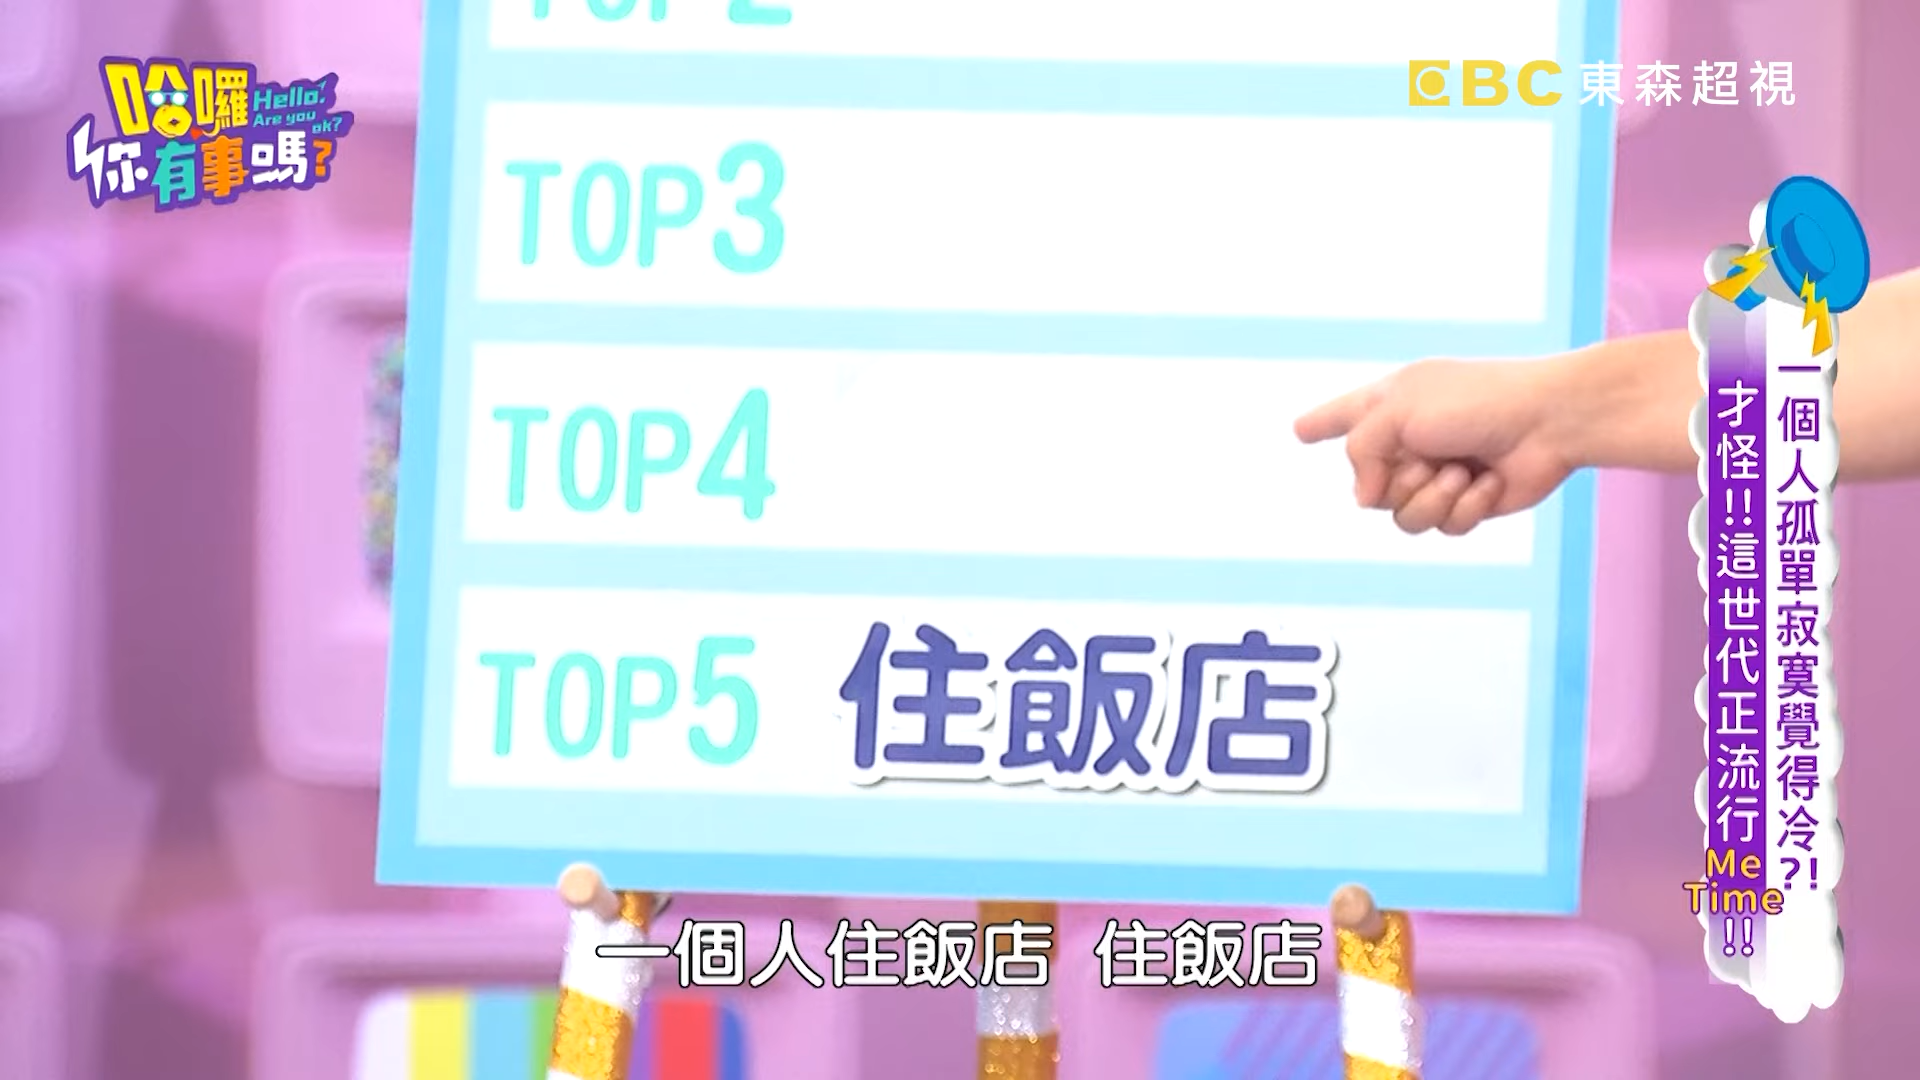 TOP2
哈囉
Hello,
Are you ok?
你有事嗎?
EBC 東森超視
TOP3
TOP4
TOP5 住飯店
一個人孤單寂寞覺得冷?!
才怪!!這世代正流行Me Time!!
一個人住飯店 住飯店